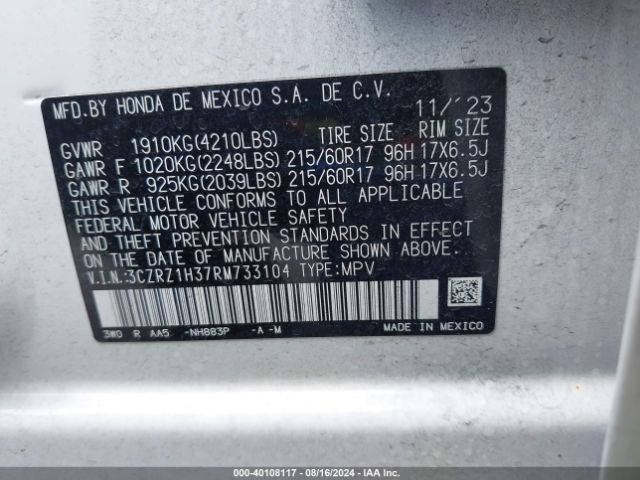 MFD.BY HONDA DE MEXICO S.A. DE C.V. 11/'23
GVWR 1910KG(4210LBS) TIRE SIZE RIM SIZE
GAWR F 1020KG(2248LBS) 215/60R17 96H 17X6.5J
GAWR R 925KG(2039LBS) 215/60R17 96H 17X6.5J
THIS VEHICLE CONFORMS TO ALL APPLICABLE
FEDERAL MOTOR VEHICLE SAFETY
AND THEFT PREVENTION STANDARDS IN EFFECT
ON THE DATE OF MANUFACTURE SHOWN ABOVE.
V.I.N.:3CZRZ1H37RM733104 TYPE:MPV
3W0 R AA5 -NH883P -A -M MADE IN MEXICO
000-40108117 - 08/16/2024 - IAAI.com